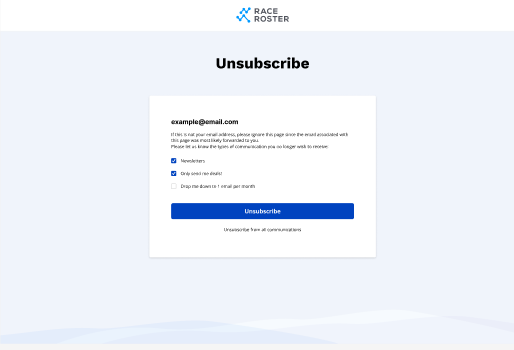 RACE
ROSTER
Unsubscribe
example@email.com
If this is not your email address, please ignore this page since the email associated with
this page was most likely forwarded to you.
Please let us know the types of communication you no longer wish to receive:
Newsletters
Only send me deals!
Drop me down to 1 email per month
Unsubscribe
Unsubscribe from all communications